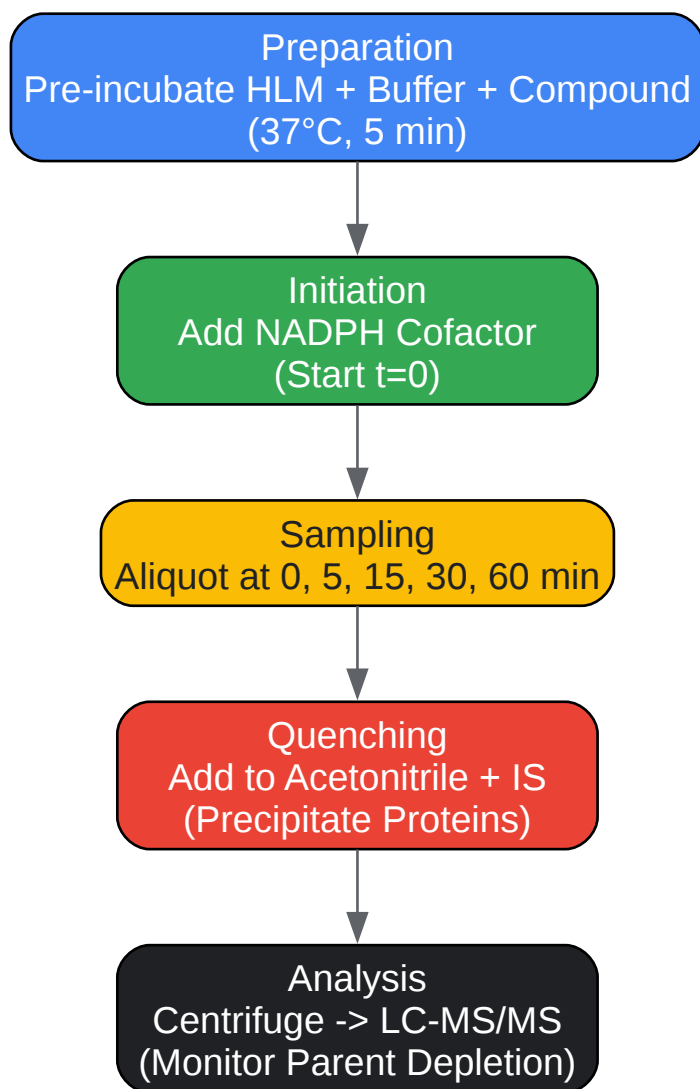 Preparation
Pre-incubate HLM + Buffer + Compound
(37°C, 5 min)
Initiation
Add NADPH Cofactor
(Start t=0)
Sampling
Aliquot at 0, 5, 15, 30, 60 min
Quenching
Add to Acetonitrile + IS
(Precipitate Proteins)
Analysis
Centrifuge -> LC-MS/MS
(Monitor Parent Depletion)